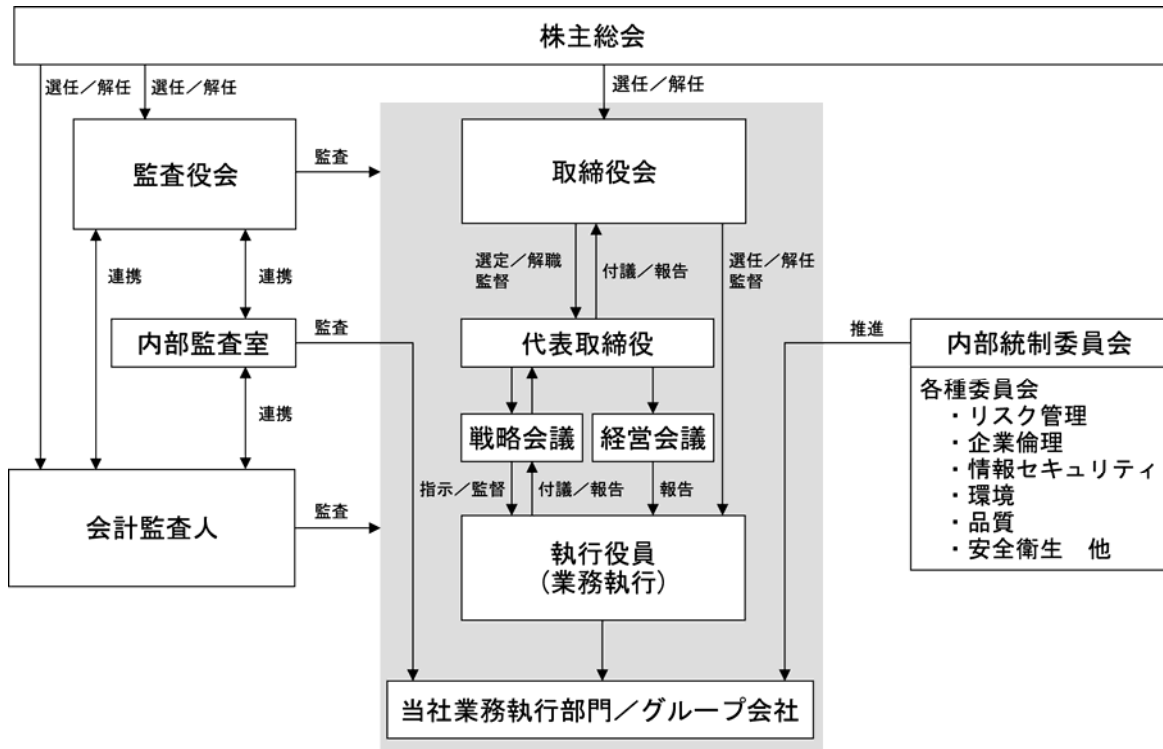 株主総会
選任／解任
選任／解任
選任／解任
監査役会
監査
取締役会
連携
連携
選定／解職
監督
付議／報告
選任／解任
監督
内部監査室
監査
代表取締役
推進
内部統制委員会
各種委員会
・リスク管理
・企業倫理
・情報セキュリティ
・環境
・品質
・安全衛生　他
連携
戦略会議
経営会議
指示／監督
付議／報告
報告
会計監査人
監査
執行役員
(業務執行)
当社業務執行部門／グループ会社